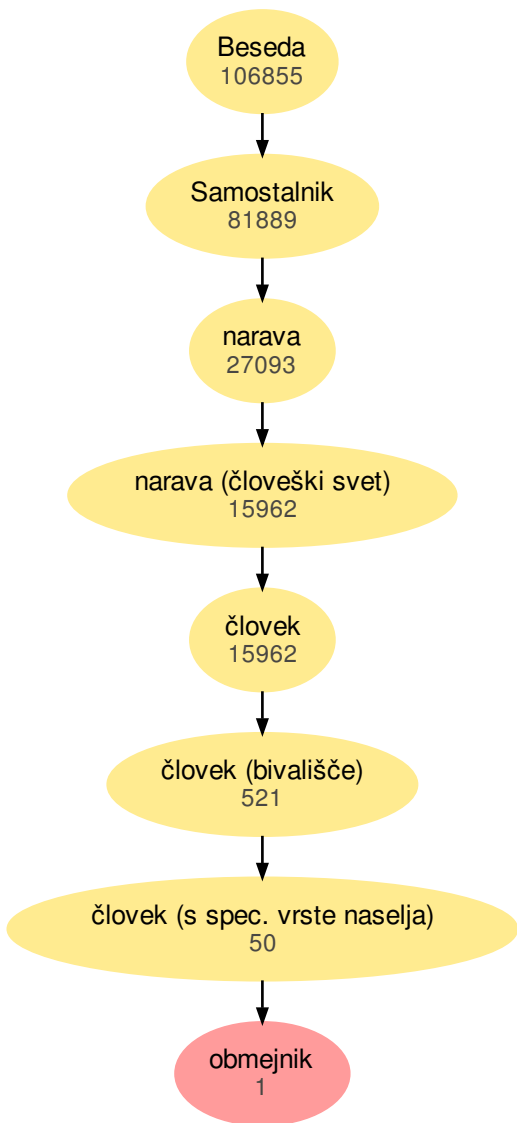 Beseda
106855
Samostalnik
81889
narava
27093
narava (človeški svet)
15962
človek
15962
človek (bivališče)
521
človek (s spec. vrste naselja)
50
obmejnik
1